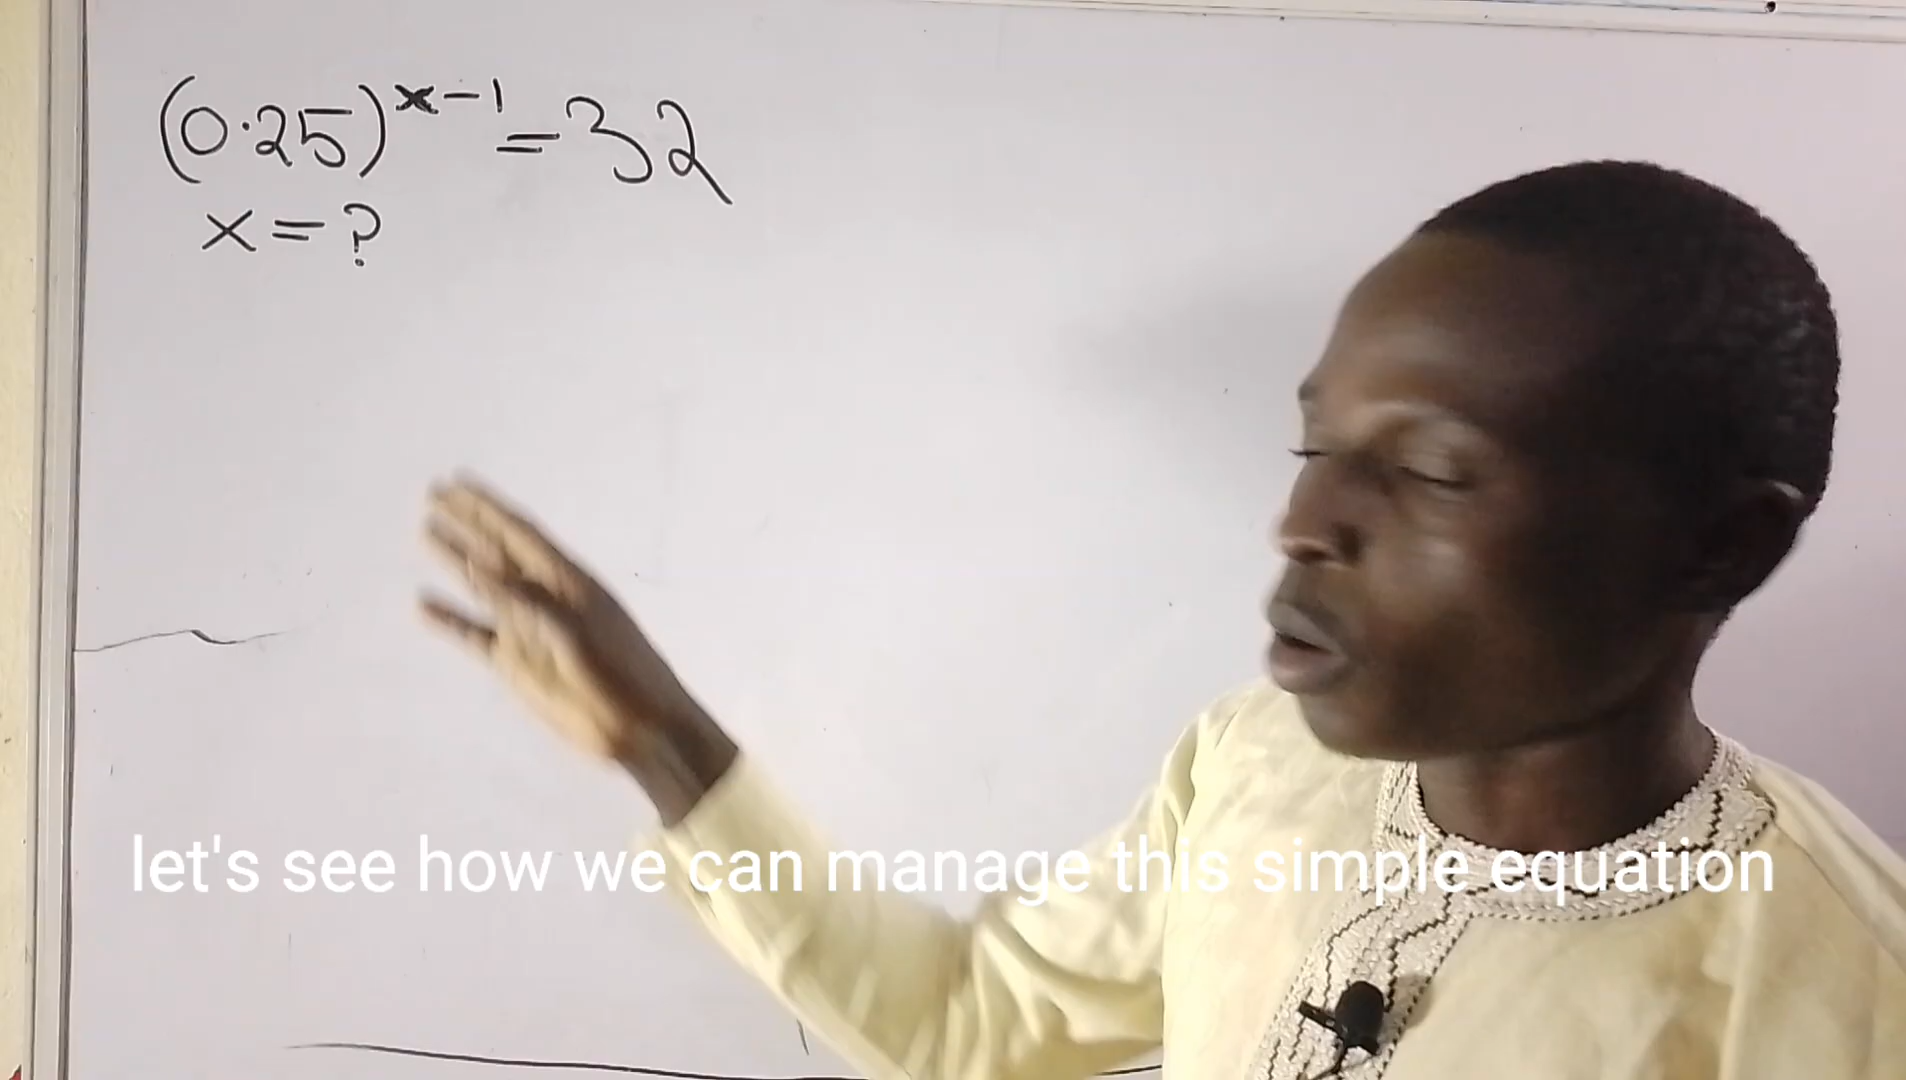 (0.25)^{x-1}=32
x=?
let's see how we can manage this simple equation